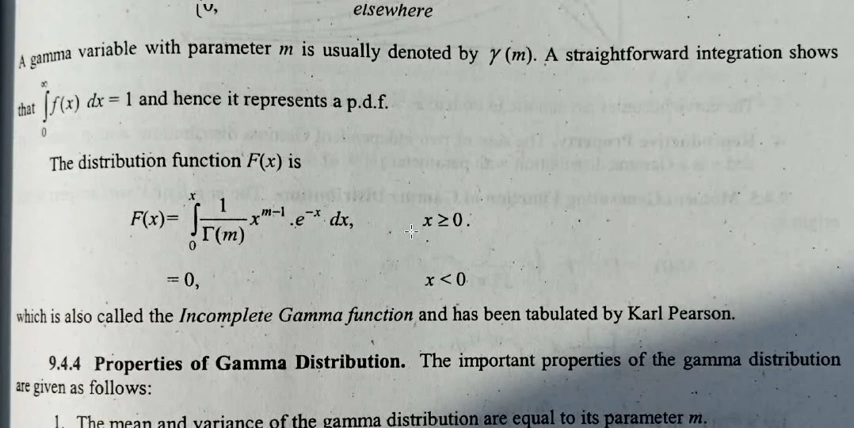 elsewhere
A gamma variable with parameter m is usually denoted by γ (m). A straightforward integration shows
that ∫₀^∞ f(x) dx = 1 and hence it represents a p.d.f.
The distribution function F(x) is
F(x)= ∫₀^x 1/Γ(m) x^(m−1) .e^(−x) dx, x ≥ 0.
= 0, x < 0
which is also called the Incomplete Gamma function and has been tabulated by Karl Pearson.
9.4.4 Properties of Gamma Distribution. The important properties of the gamma distribution
are given as follows:
1. The mean and variance of the gamma distribution are equal to its parameter m.